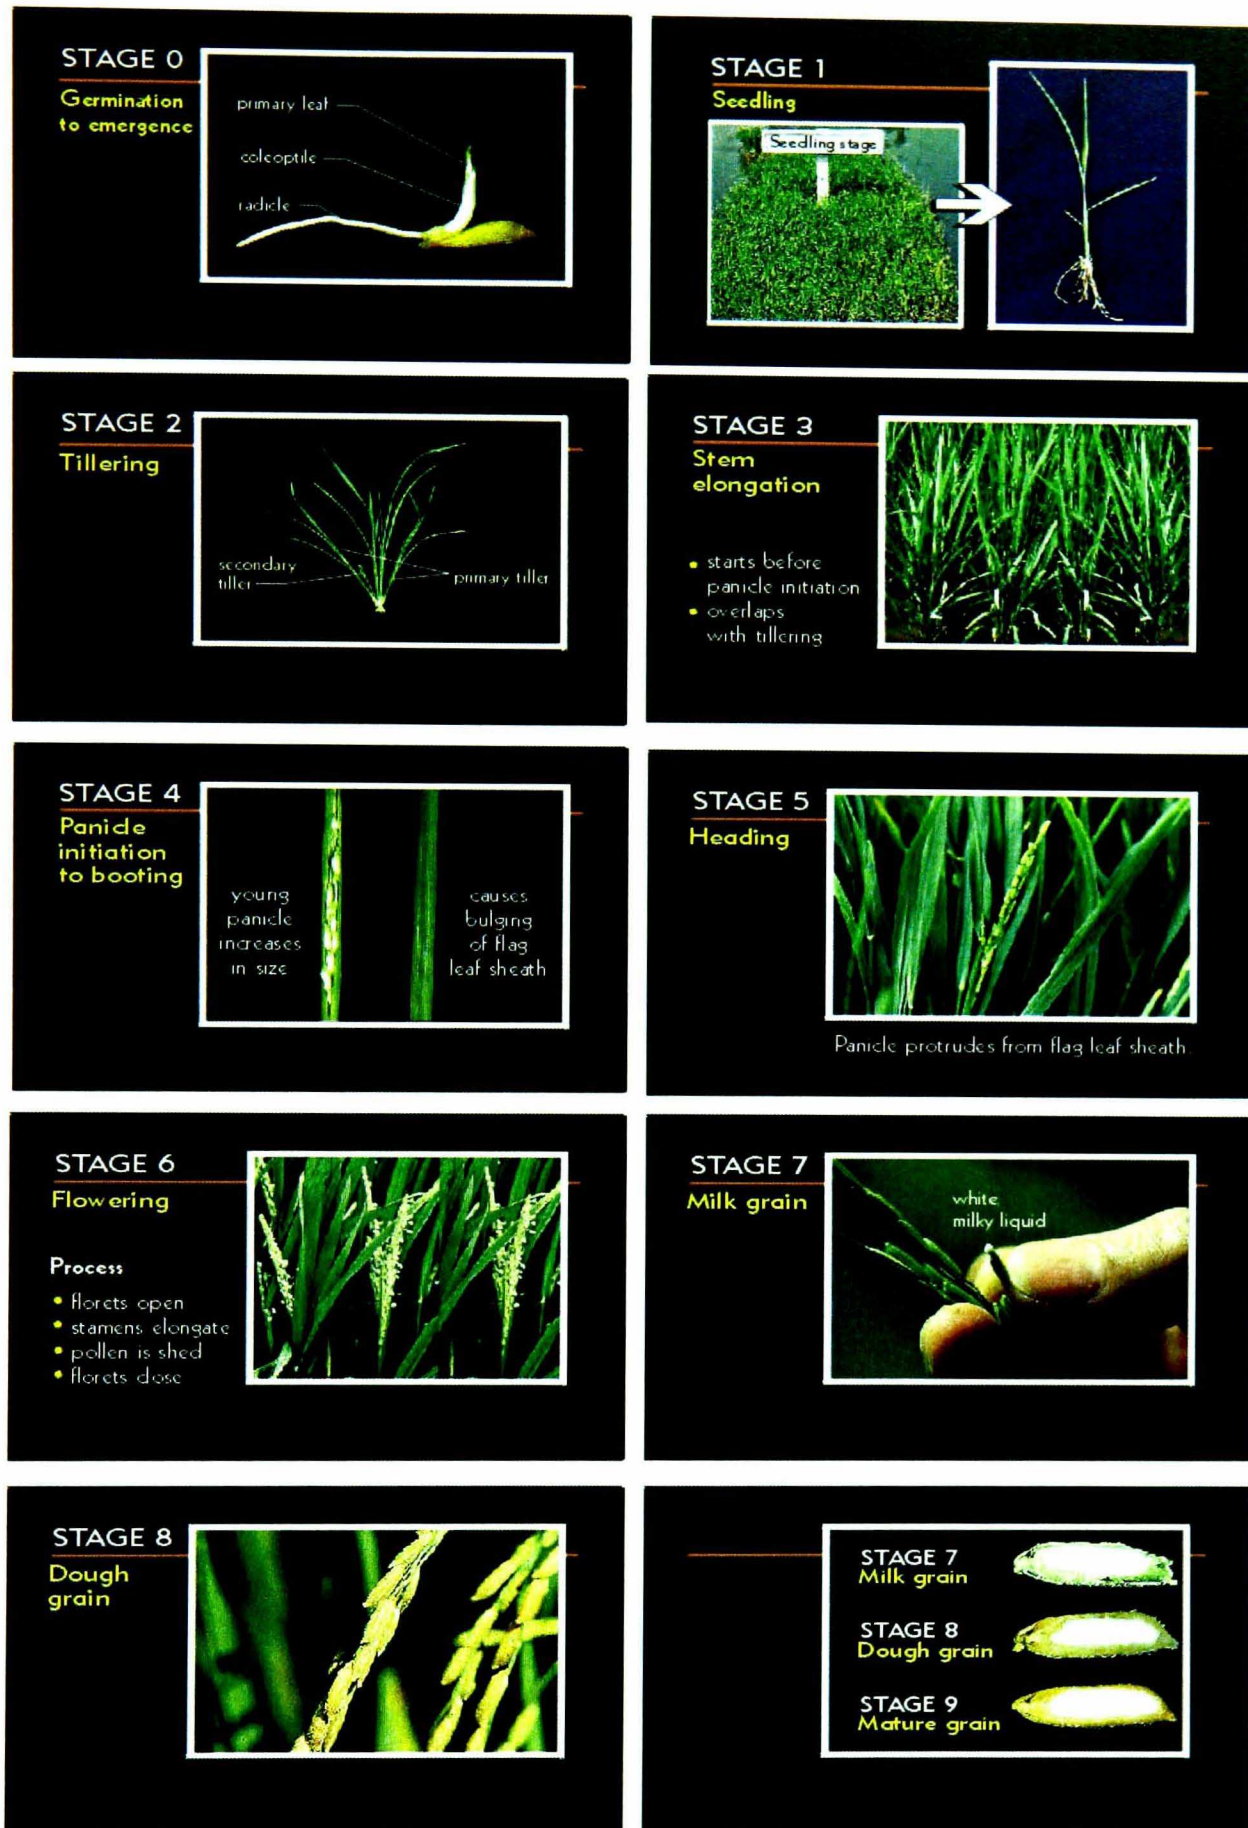 STAGE 0
Germination
to emergence
primary leaf
coleoptile
radicle
STAGE 1
Seedling
Seedling stage
STAGE 2
Tillering
secondary
tiller
primary tiller
STAGE 3
Stem
elongation
• starts before
panicle initiation
• overlaps
with tillering
STAGE 4
Panicle
initiation
to booting
young
panicle
increases
in size
causes
bulging
of flag
leaf sheath
STAGE 5
Heading
Panicle protrudes from flag leaf sheath.
STAGE 6
Flowering
Process
• florets open
• stamens elongate
• pollen is shed
• florets close
STAGE 7
Milk grain
white,
milky liquid
STAGE 8
Dough
grain
STAGE 7
Milk grain
STAGE 8
Dough grain
STAGE 9
Mature grain